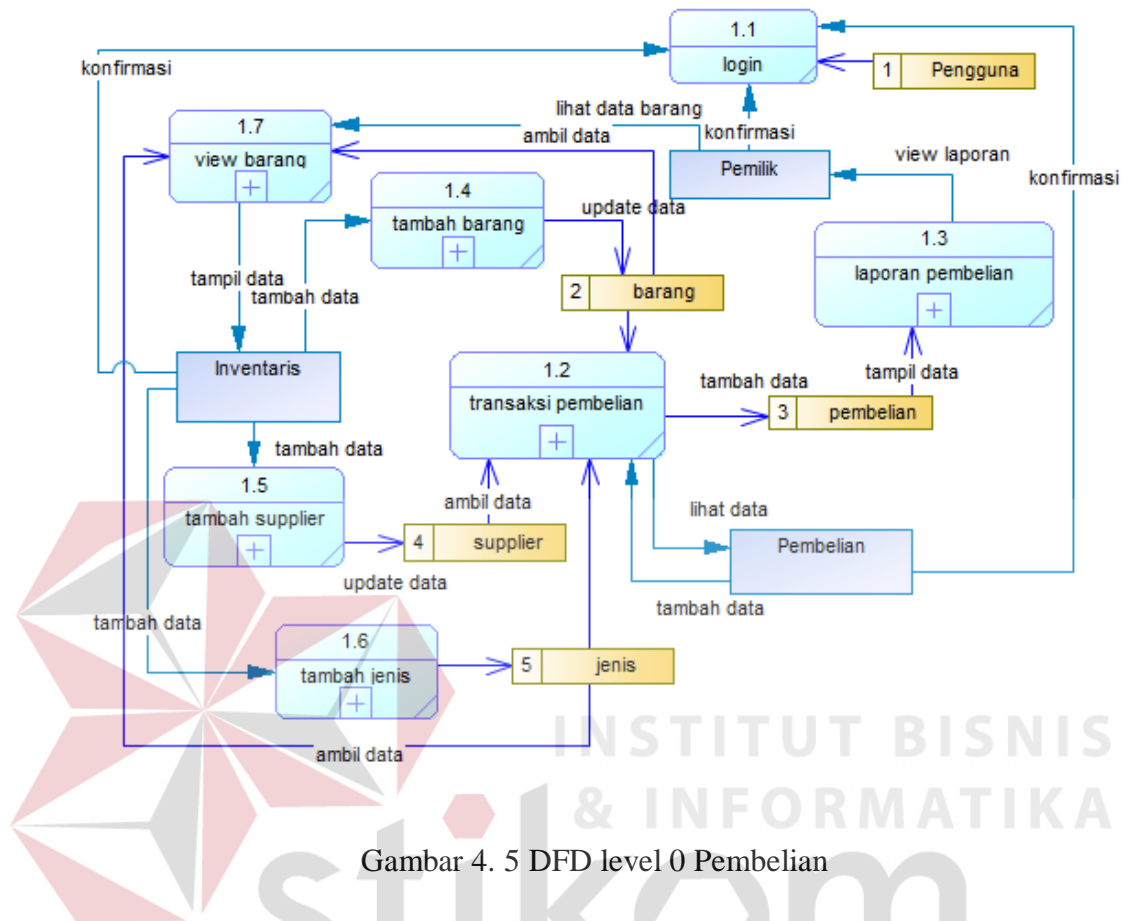 1.1
login
1
Pengguna
konfirmasi
lihat data barang
1.7
view barang
ambil data
konfirmasi
Pemilik
view laporan
konfirmasi
1.4
tambah barang
update data
1.3
laporan pembelian
tampil data
tambah data
2
barang
Inventaris
1.2
transaksi pembelian
tambah data
tampil data
3
pembelian
tambah data
1.5
tambah supplier
ambil data
lihat data
4
supplier
Pembelian
update data
tambah data
tambah data
1.6
tambah jenis
5
jenis
ambil data
INSTITUT BISNIS
& INFORMATIKA
stikom
Gambar 4. 5 DFD level 0 Pembelian